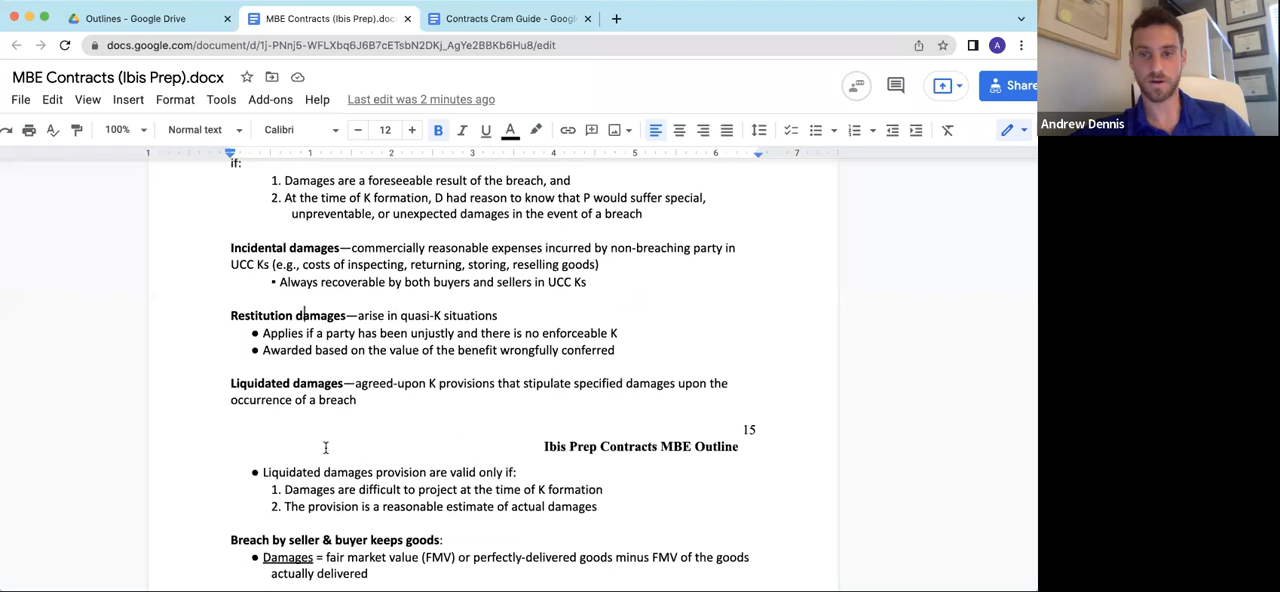 Outlines - Google Drive
MBE Contracts (Ibis Prep).doc
Contracts Cram Guide - Google
docs.google.com/document/d/1j-PNnj5-WFLXbq6J6B7cETsbN2DKj_AgYe2BBKb6Hu8/edit
A
MBE Contracts (Ibis Prep).docx
File Edit View Insert Format Tools Add-ons Help Last edit was 2 minutes ago
Share
Andrew Dennis
100% Normal text Calibri - 12 + B I U A
1 1 2 3 4 5 6 7
if:
1. Damages are a foreseeable result of the breach, and
2. At the time of K formation, D had reason to know that P would suffer special,
unpreventable, or unexpected damages in the event of a breach
Incidental damages—commercially reasonable expenses incurred by non-breaching party in
UCC Ks (e.g., costs of inspecting, returning, storing, reselling goods)
▪ Always recoverable by both buyers and sellers in UCC Ks
Restitution damages—arise in quasi-K situations
● Applies if a party has been unjustly and there is no enforceable K
● Awarded based on the value of the benefit wrongfully conferred
Liquidated damages—agreed-upon K provisions that stipulate specified damages upon the
occurrence of a breach
15
Ibis Prep Contracts MBE Outline
● Liquidated damages provision are valid only if:
1. Damages are difficult to project at the time of K formation
2. The provision is a reasonable estimate of actual damages
Breach by seller & buyer keeps goods:
● Damages = fair market value (FMV) or perfectly-delivered goods minus FMV of the goods
actually delivered